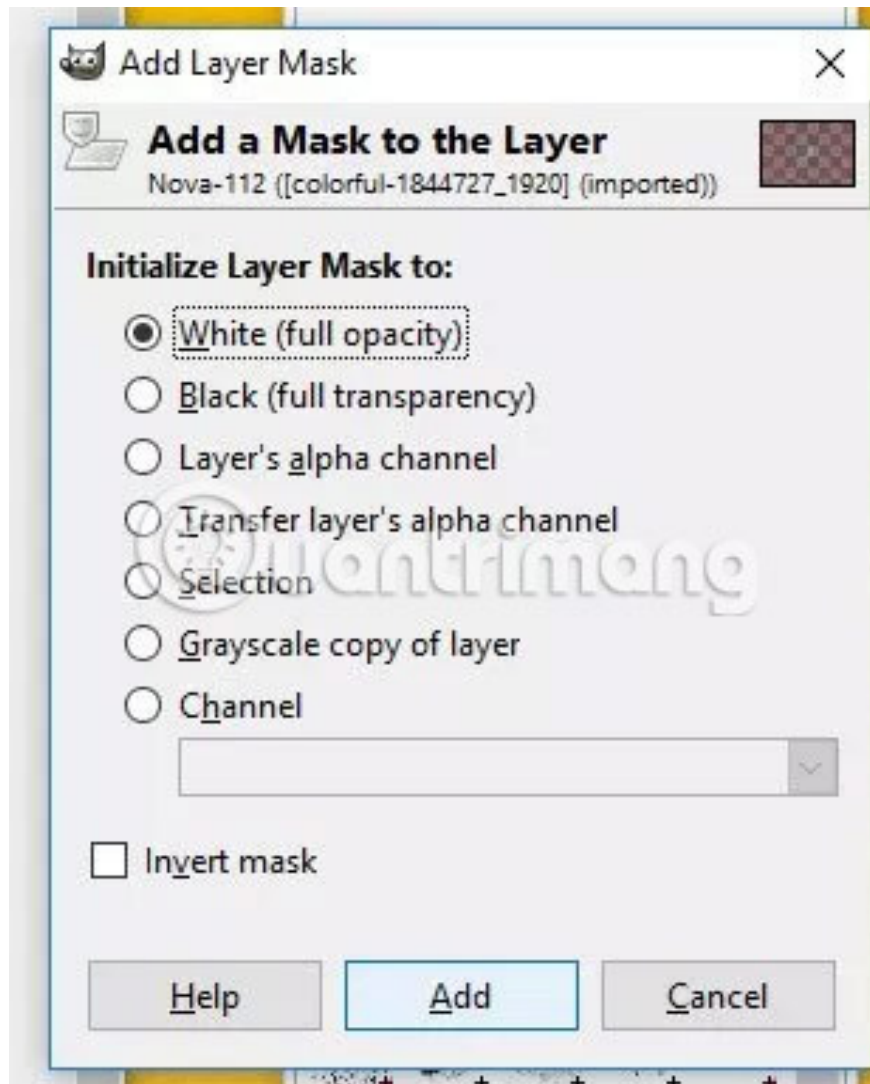 Add Layer Mask
Add a Mask to the Layer
Nova-112 ([colorful-1844727_1920] (imported))
Initialize Layer Mask to:
White (full opacity)
Black (full transparency)
Layer's alpha channel
Transfer layer's alpha channel
Quantrimang
Selection
Grayscale copy of layer
Channel
Invert mask
Help
Add
Cancel